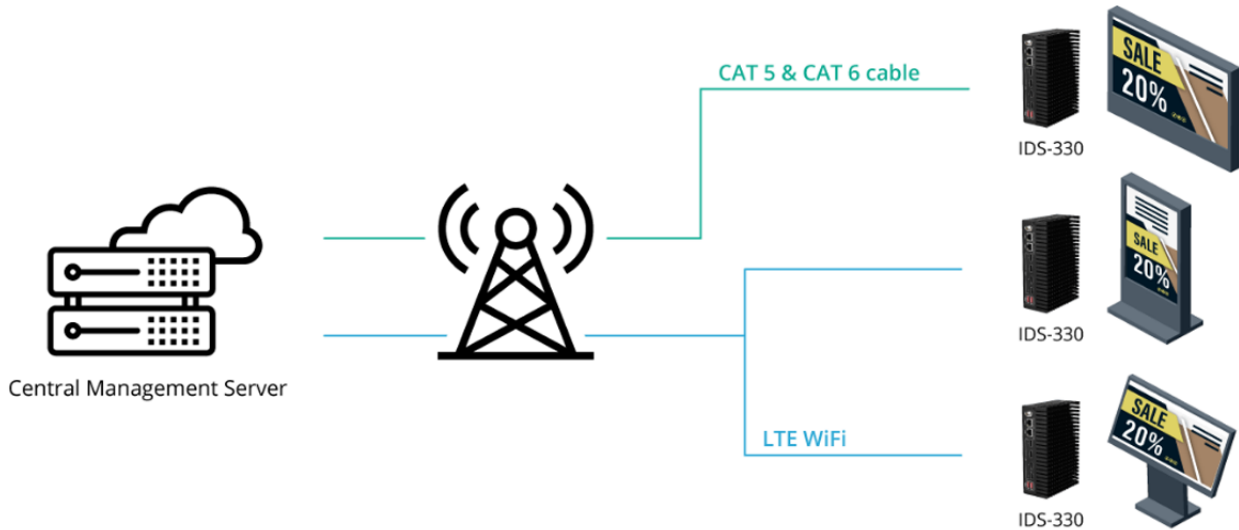 CAT 5 & CAT 6 cable
SALE
20%
IDS-330
SALE
20%
IDS-330
Central Management Server
LTE WiFi
SALE
20%
IDS-330